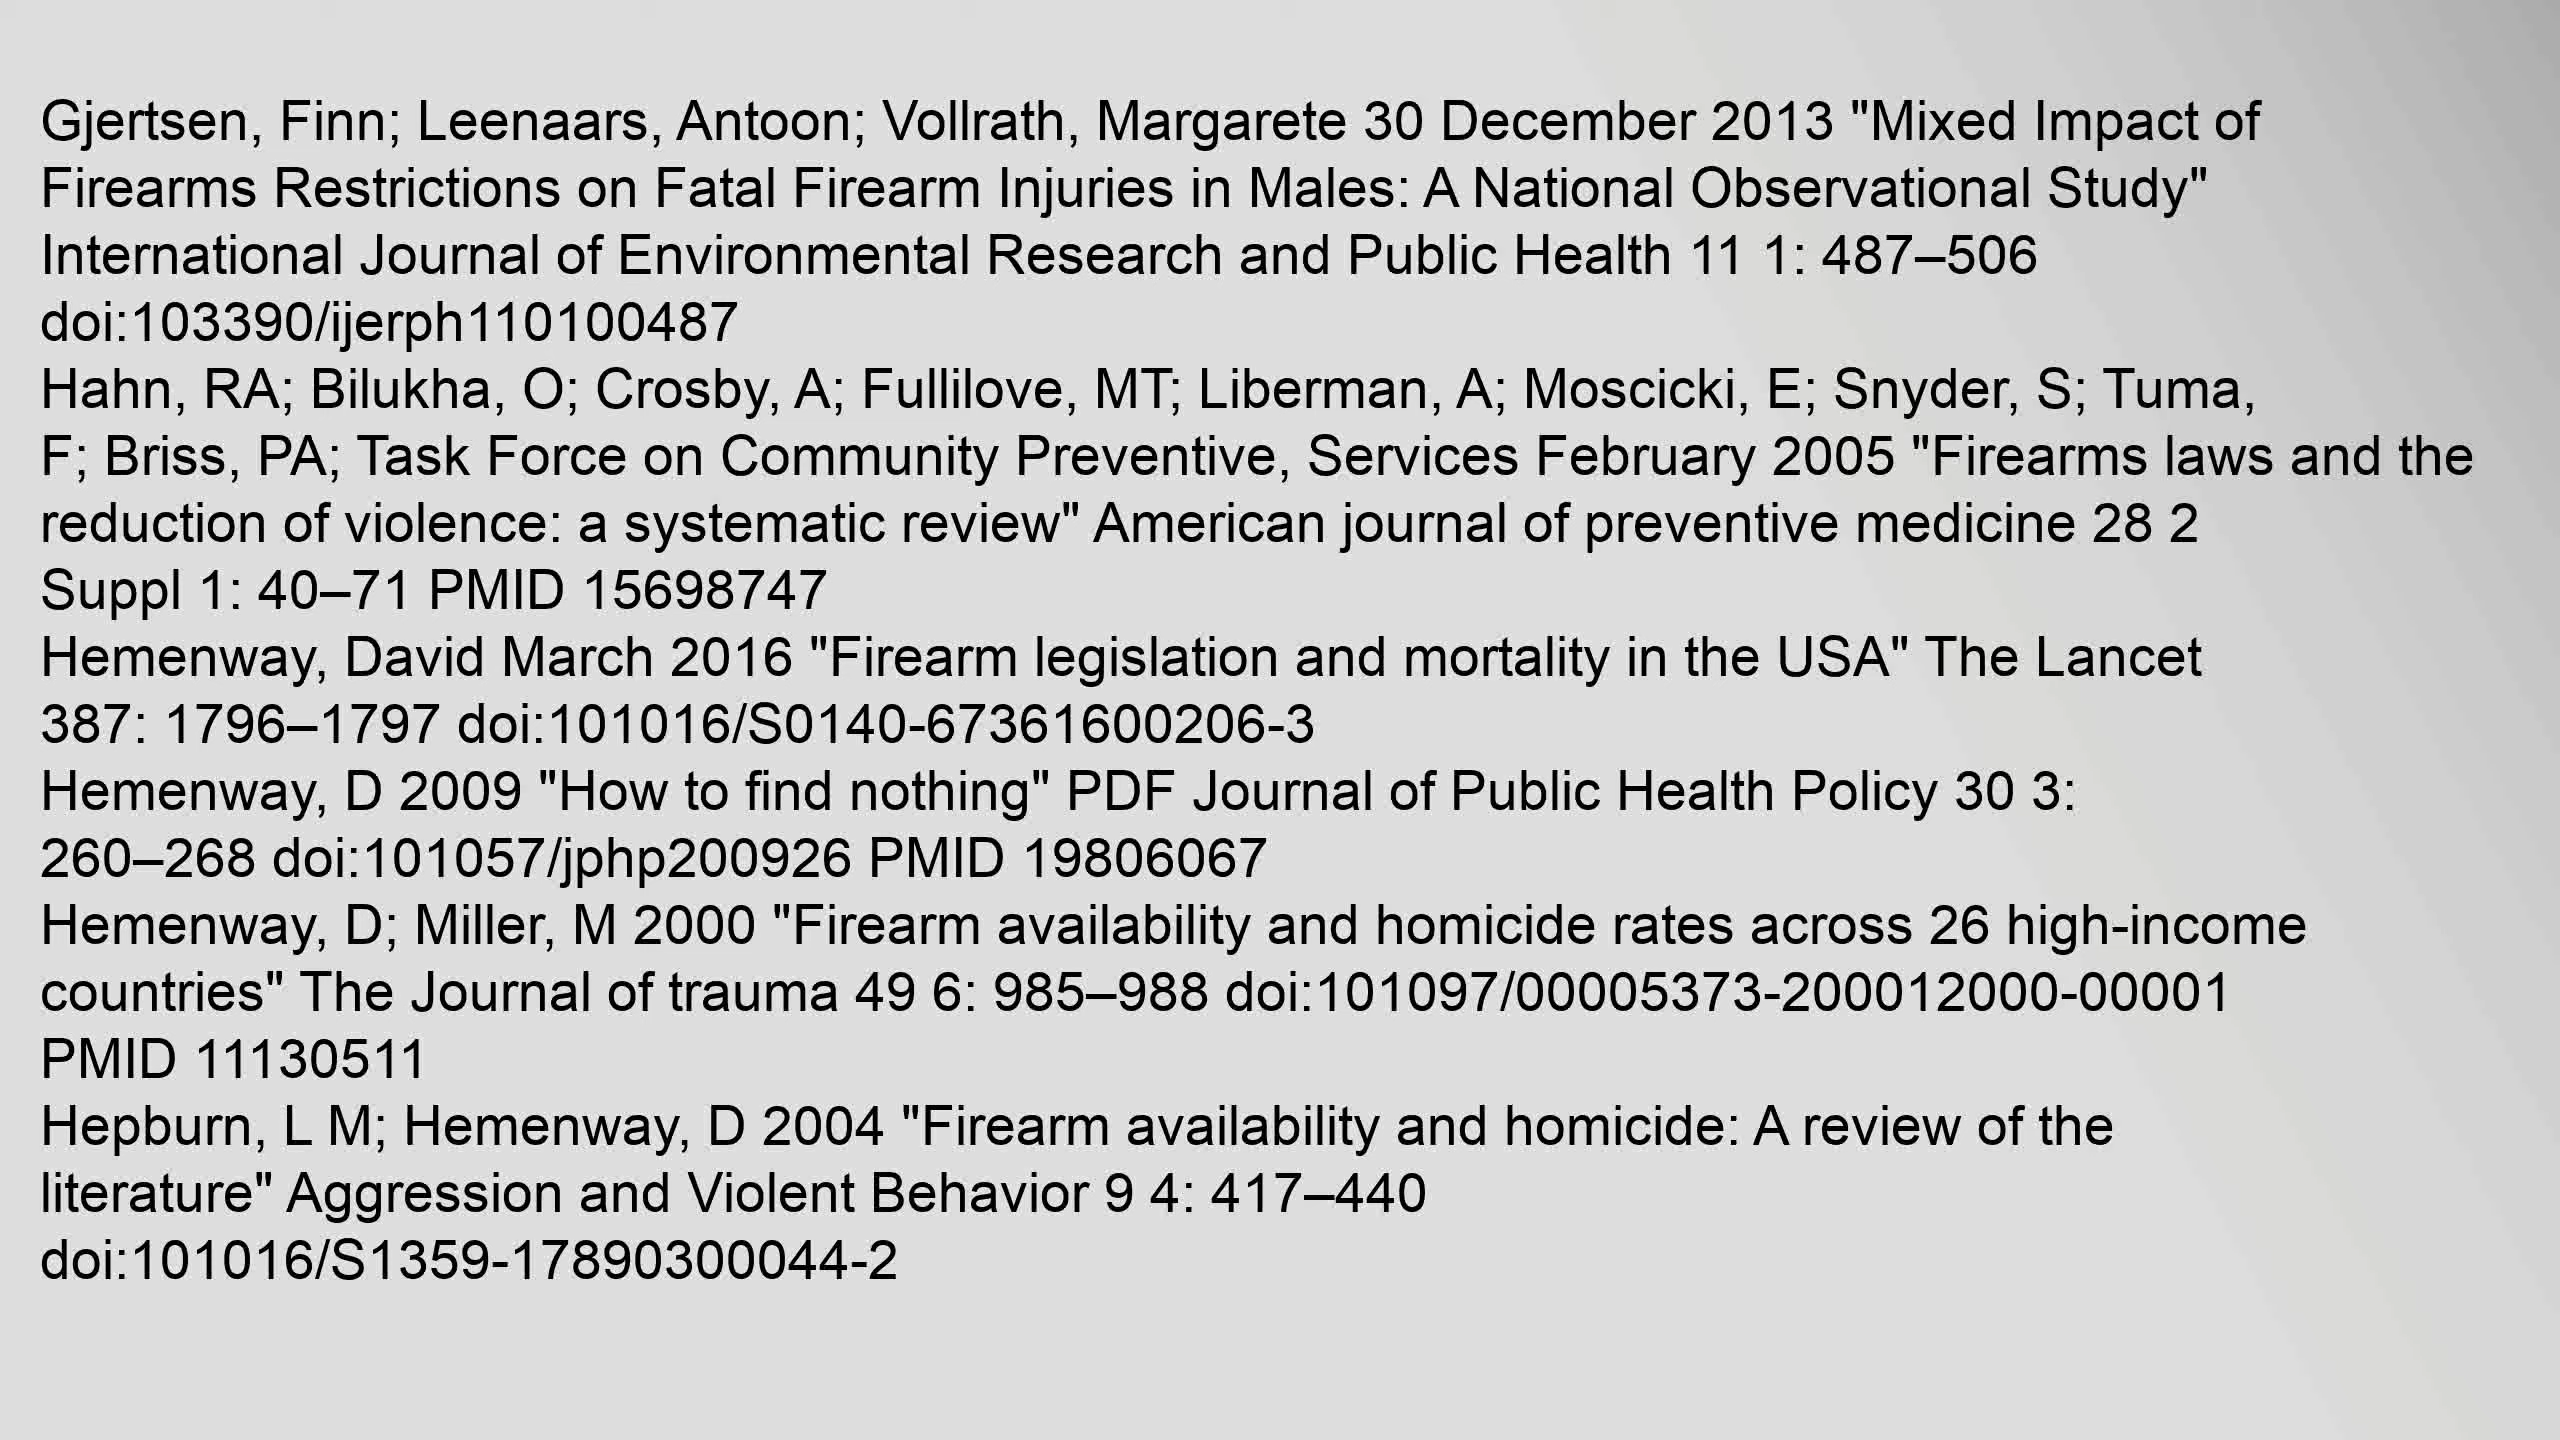 Gjertsen, Finn; Leenaars, Antoon; Vollrath, Margarete 30 December 2013 "Mixed Impact of
Firearms Restrictions on Fatal Firearm Injuries in Males: A National Observational Study"
International Journal of Environmental Research and Public Health 11 1: 487–506
doi:103390/ijerph110100487
Hahn, RA; Bilukha, O; Crosby, A; Fullilove, MT; Liberman, A; Moscicki, E; Snyder, S; Tuma,
F; Briss, PA; Task Force on Community Preventive, Services February 2005 "Firearms laws and the
reduction of violence: a systematic review" American journal of preventive medicine 28 2
Suppl 1: 40–71 PMID 15698747
Hemenway, David March 2016 "Firearm legislation and mortality in the USA" The Lancet
387: 1796–1797 doi:101016/S0140-67361600206-3
Hemenway, D 2009 "How to find nothing" PDF Journal of Public Health Policy 30 3:
260–268 doi:101057/jphp200926 PMID 19806067
Hemenway, D; Miller, M 2000 "Firearm availability and homicide rates across 26 high-income
countries" The Journal of trauma 49 6: 985–988 doi:101097/00005373-200012000-00001
PMID 11130511
Hepburn, L M; Hemenway, D 2004 "Firearm availability and homicide: A review of the
literature" Aggression and Violent Behavior 9 4: 417–440
doi:101016/S1359-17890300044-2